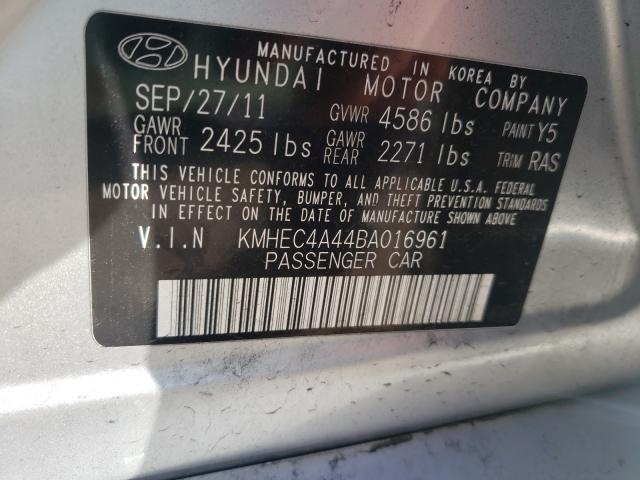 MANUFACTURED IN KOREA BY
HYUNDAI MOTOR COMPANY
SEP/27/11 GVWR 4586 lbs PAINT Y5
GAWR FRONT 2425 lbs GAWR REAR 2271 lbs TRIM RAS
THIS VEHICLE CONFORMS TO ALL APPLICABLE U.S.A. FEDERAL
MOTOR VEHICLE SAFETY, BUMPER, AND THEFT PREVENTION STANDARDS
IN EFFECT ON THE DATE OF MANUFACTURE SHOWN ABOVE
V.I.N KMHEC4A44BA016961
PASSENGER CAR